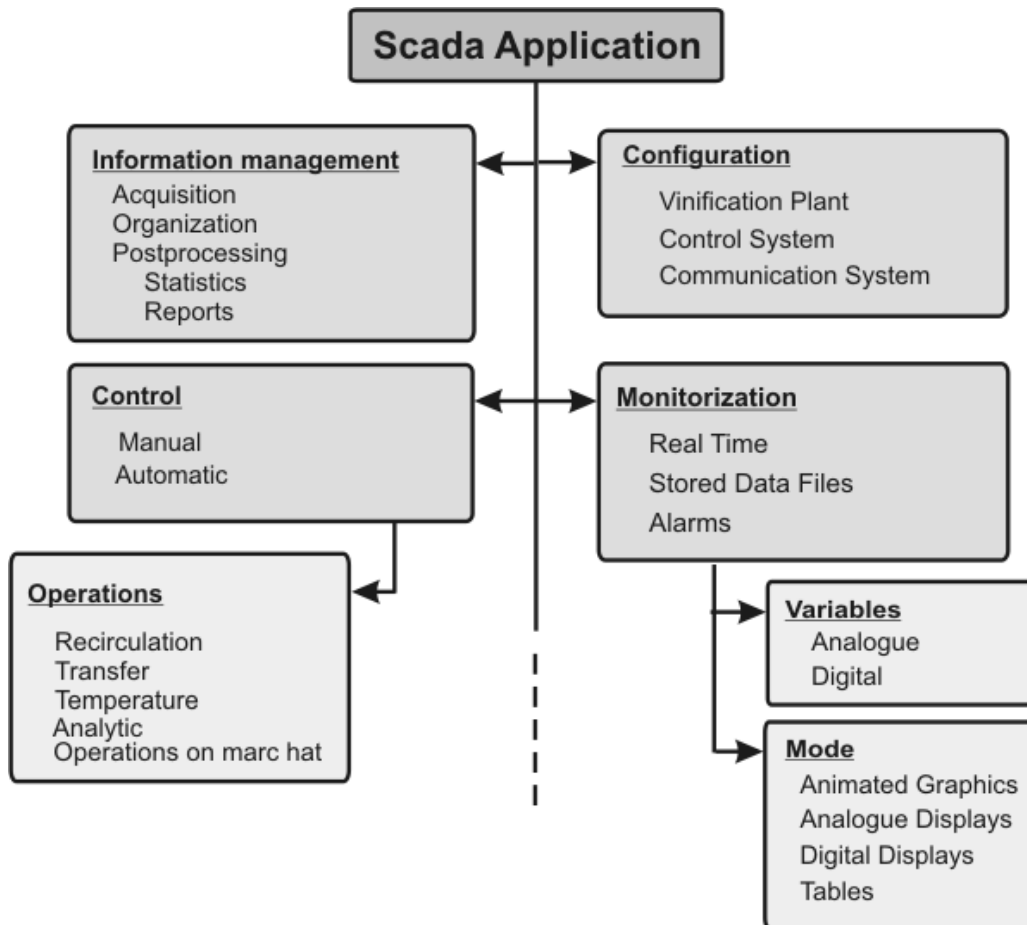 Scada Application
Information management
Acquisition
Organization
Postprocessing
Statistics
Reports
Configuration
Vinification Plant
Control System
Communication System
Control
Manual
Automatic
Monitorization
Real Time
Stored Data Files
Alarms
Operations
Recirculation
Transfer
Temperature
Analytic
Operations on marc hat
Variables
Analogue
Digital
Mode
Animated Graphics
Analogue Displays
Digital Displays
Tables